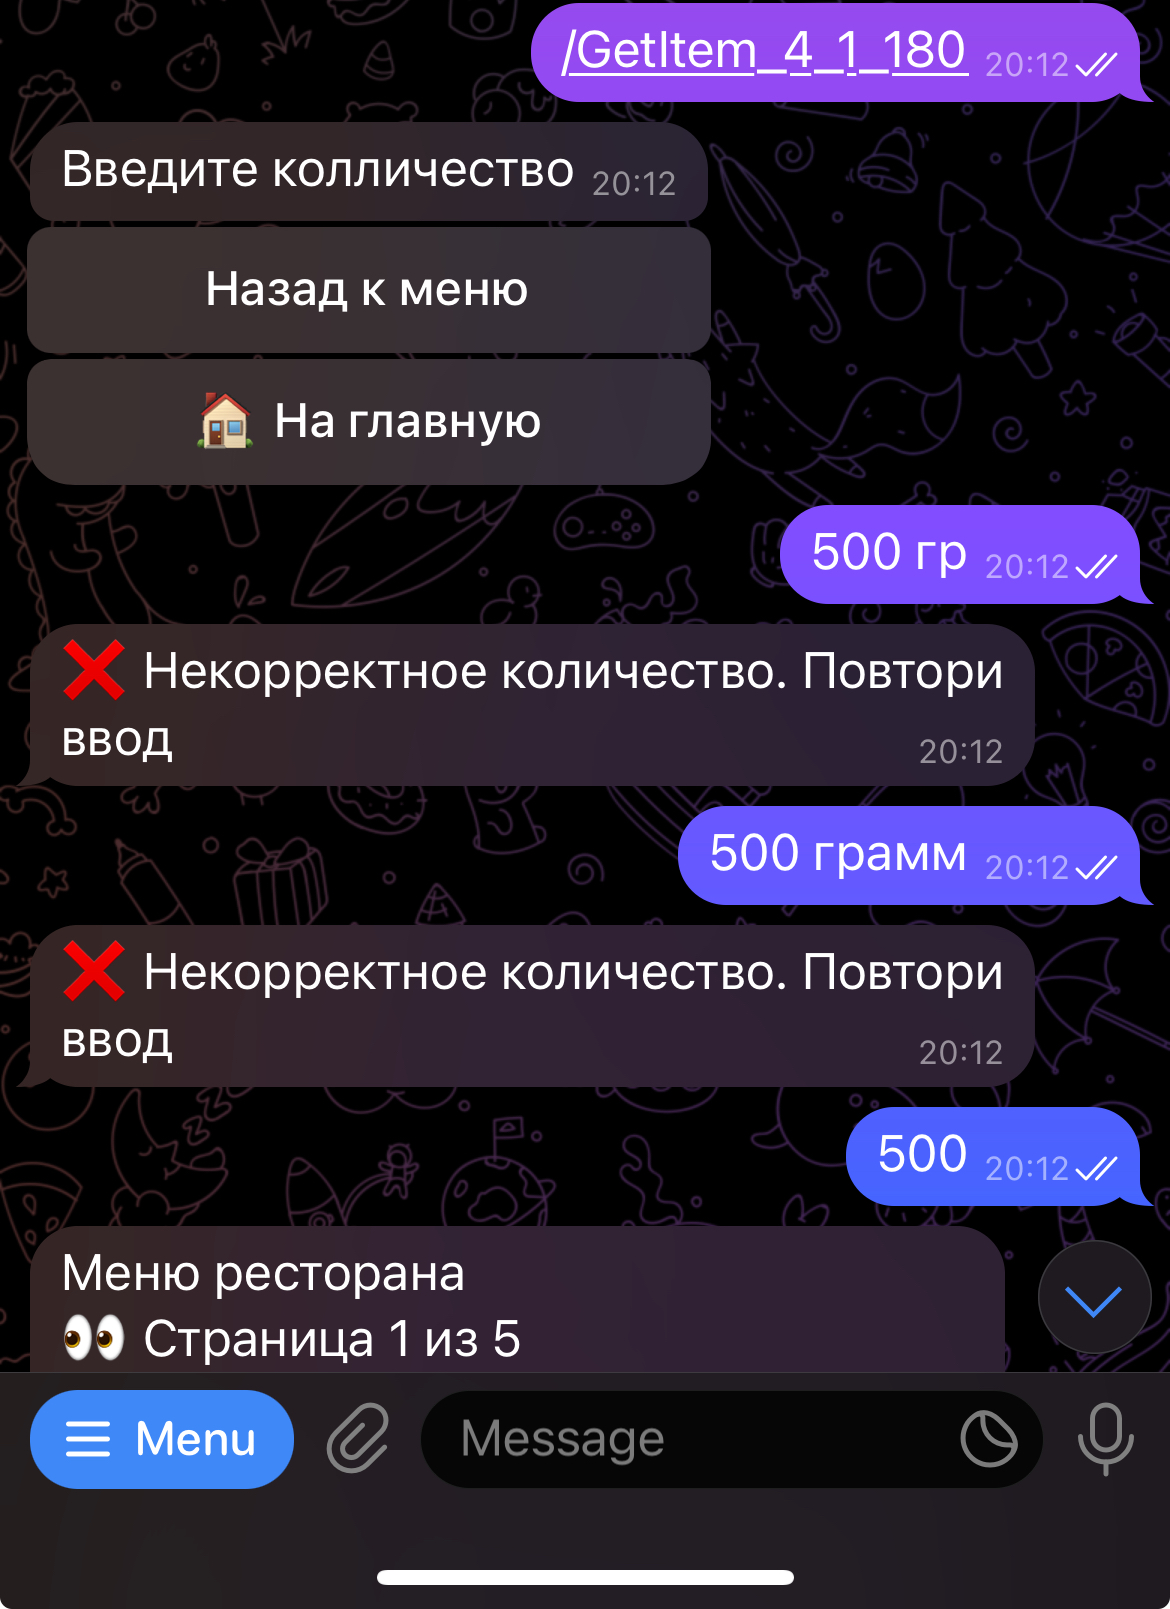 /GetItem_4_1_180 20:12
Введите колличество 20:12
Назад к меню
На главную
500 гр 20:12
Некорректное количество. Повтори
ввод 20:12
500 грамм 20:12
Некорректное количество. Повтори
ввод 20:12
500 20:12
Меню ресторана
Страница 1 из 5
Menu
Message